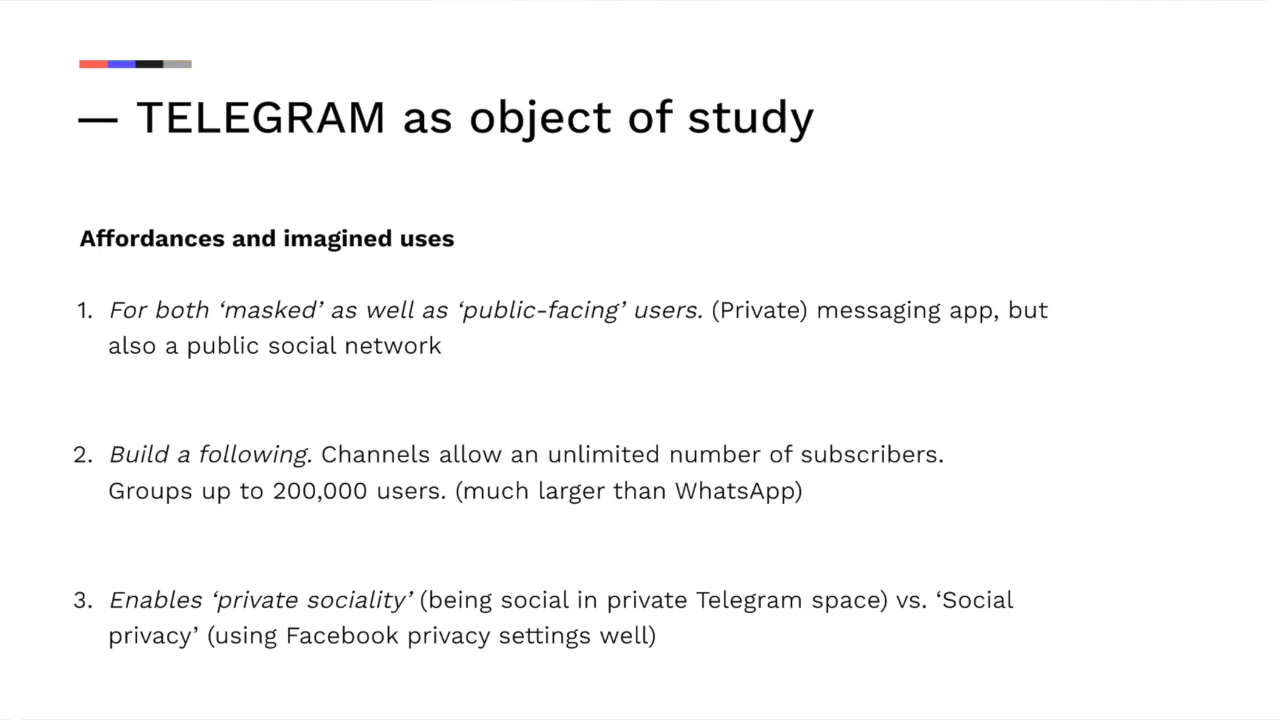 — TELEGRAM as object of study
Affordances and imagined uses
1. For both ‘masked’ as well as ‘public-facing’ users. (Private) messaging app, but
also a public social network
2. Build a following. Channels allow an unlimited number of subscribers.
Groups up to 200,000 users. (much larger than WhatsApp)
3. Enables ‘private sociality’ (being social in private Telegram space) vs. ‘Social
privacy’ (using Facebook privacy settings well)